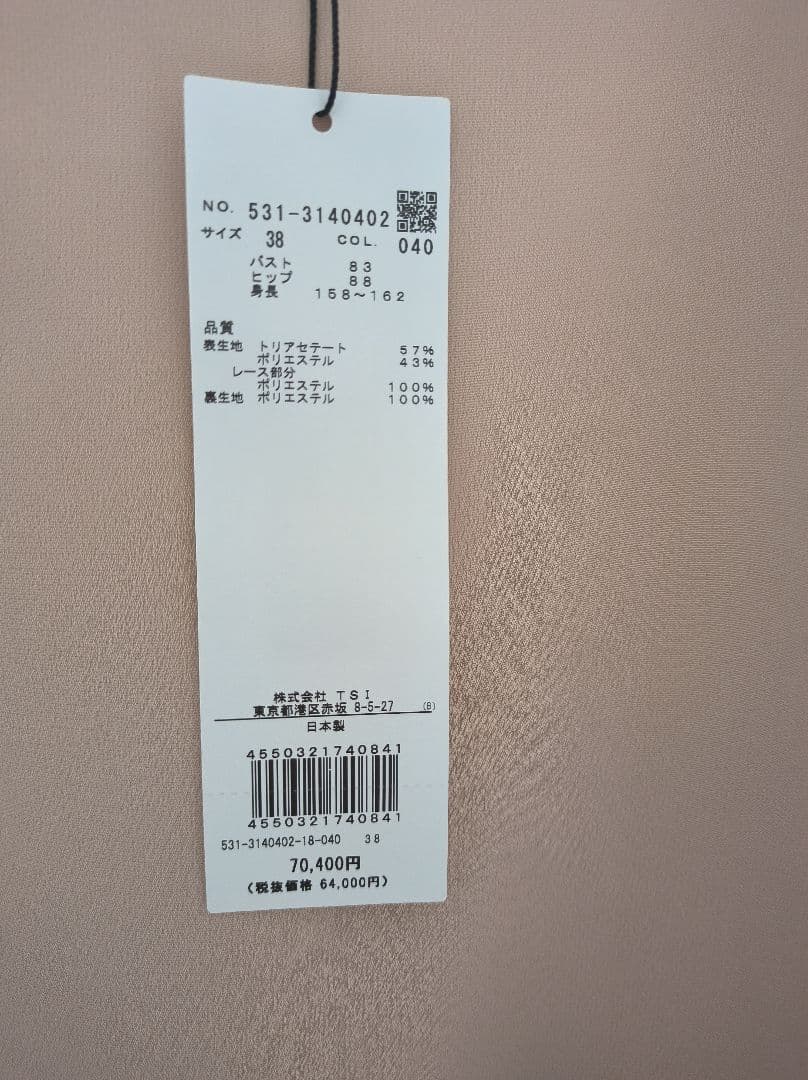 NO. 531-3140402
サイズ 38 COL. 040
バスト 83
ヒップ 88
身長 158～162
品質
表生地 トリアセテート 57%
ポリエステル 43%
レース部分
ポリエステル 100%
裏生地 ポリエステル 100%
株式会社 TSI
東京都港区赤坂 8-5-27 (B)
日本製
4550321740841
4550321740841
531-3140402-18-040 38
70,400円
(税抜価格 64,000円)